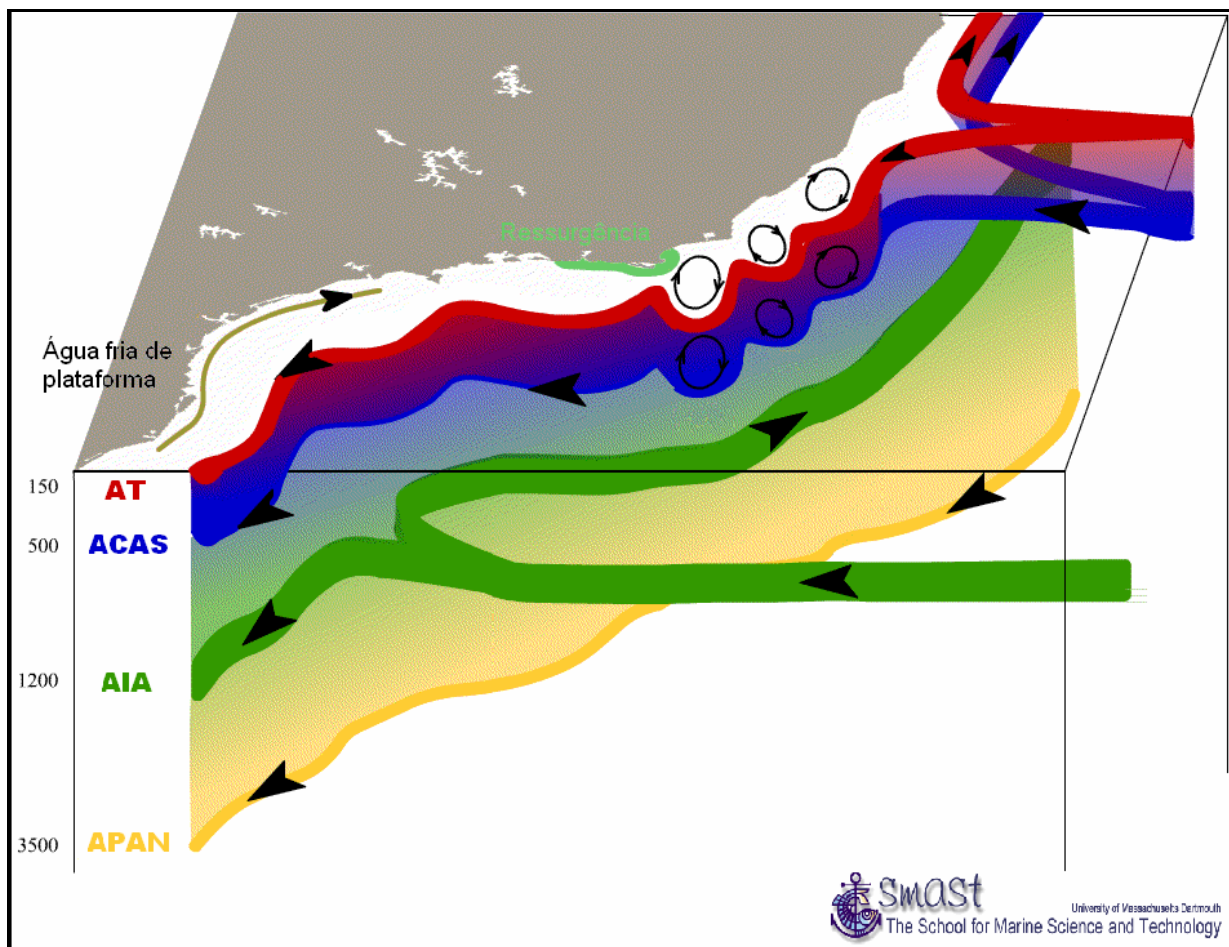 Ressurgência
Água fria de
plataforma
150
AT
ACAS
500
1200
AIA
3500
APAN
smast
University of Massachusetts Dartmouth
The School for Marine Science and Technology